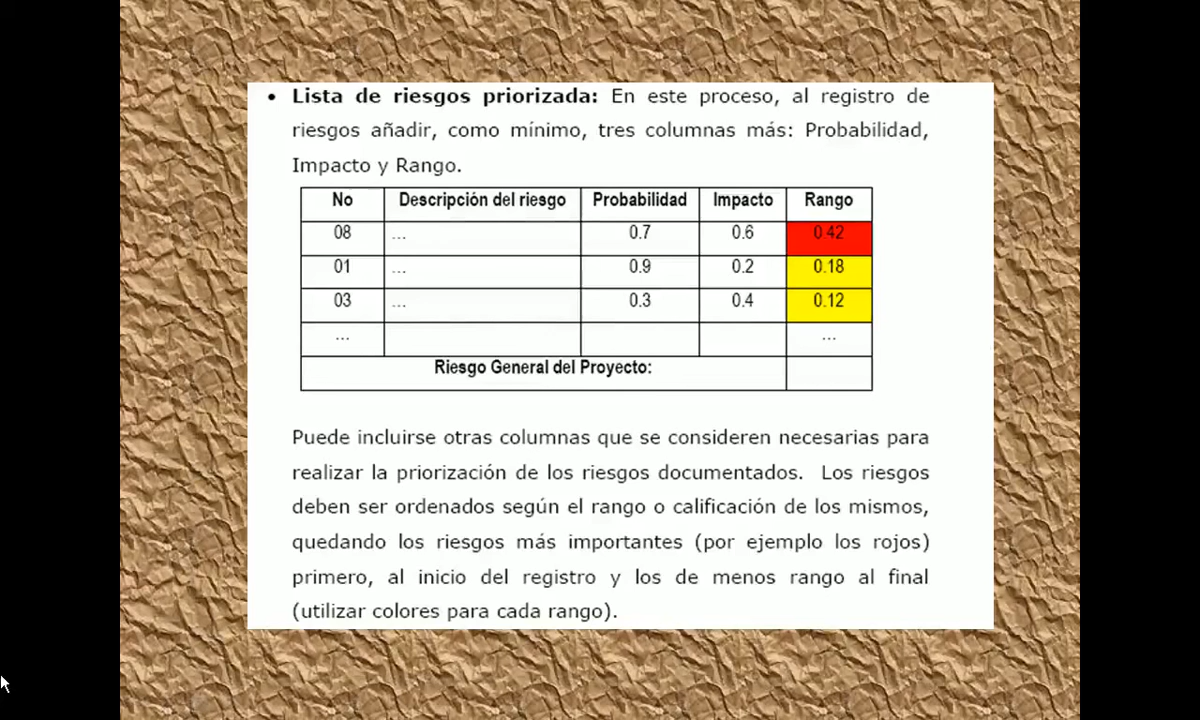 • Lista de riesgos priorizada: En este proceso, al registro de
riesgos añadir, como mínimo, tres columnas más: Probabilidad,
Impacto y Rango.
No Descripción del riesgo Probabilidad Impacto Rango
08 ... 0.7 0.6 0.42
01 ... 0.9 0.2 0.18
03 ... 0.3 0.4 0.12
... ...
Riesgo General del Proyecto:
Puede incluirse otras columnas que se consideren necesarias para
realizar la priorización de los riesgos documentados. Los riesgos
deben ser ordenados según el rango o calificación de los mismos,
quedando los riesgos más importantes (por ejemplo los rojos)
primero, al inicio del registro y los de menos rango al final
(utilizar colores para cada rango).